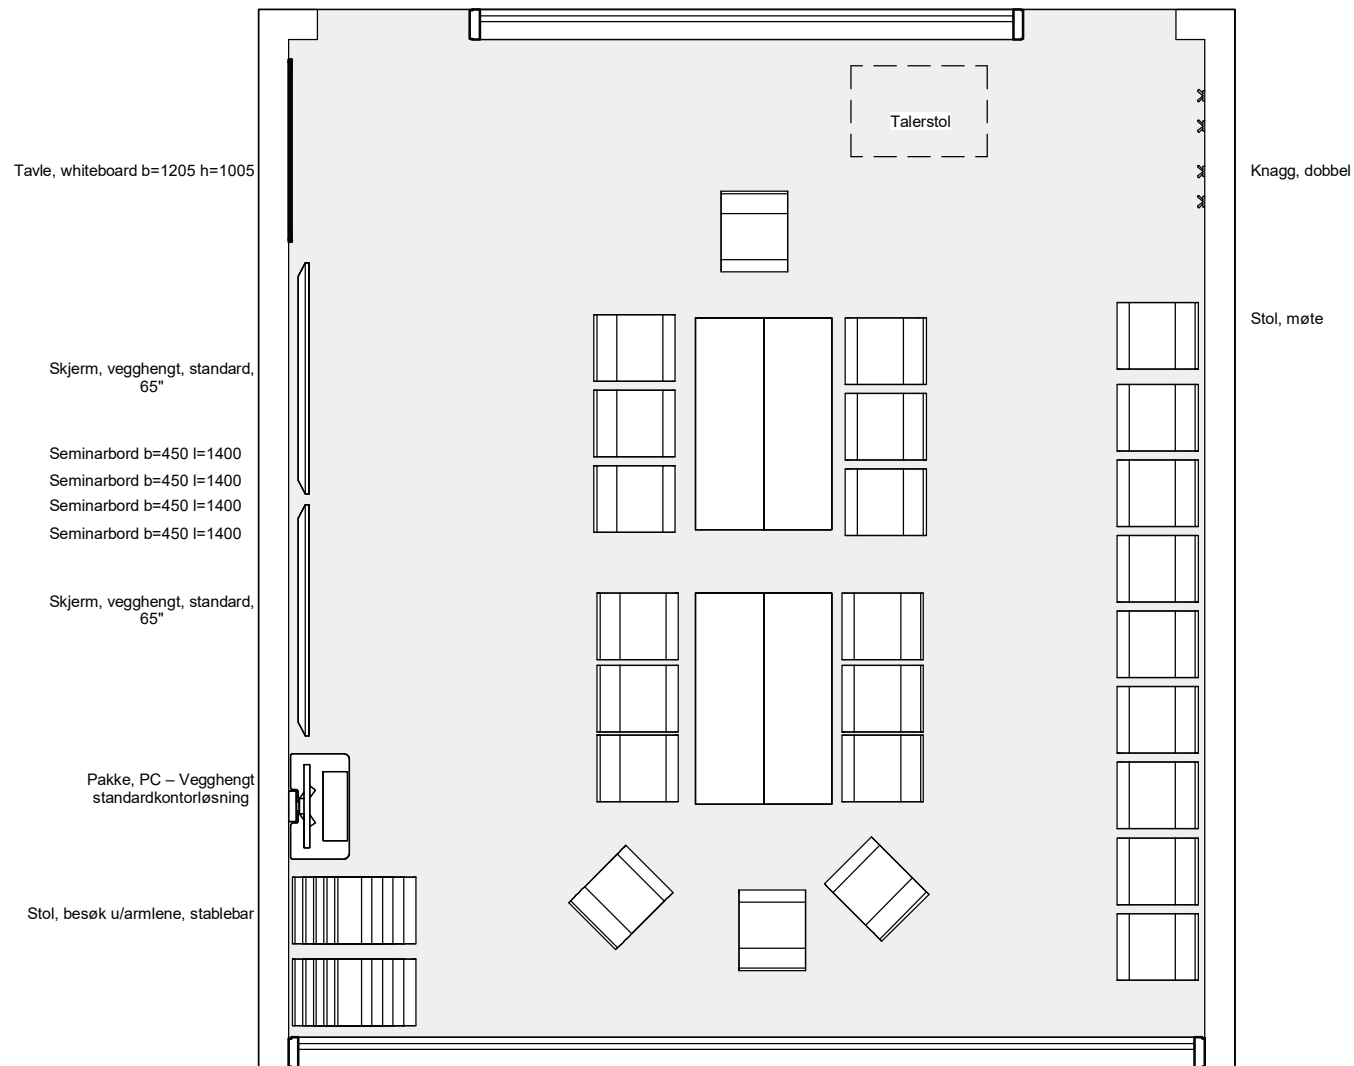 Talerstol
Tavle, whiteboard b=1205 h=1005
Knagg, dobbel
Stol, møte
Skjerm, vegghengt, standard,
65"
Seminarbord b=450 l=1400
Seminarbord b=450 l=1400
Seminarbord b=450 l=1400
Seminarbord b=450 l=1400
Skjerm, vegghengt, standard,
65"
Pakke, PC – Vegghengt
standardkontorløsning
Stol, besøk u/armlene, stablebar